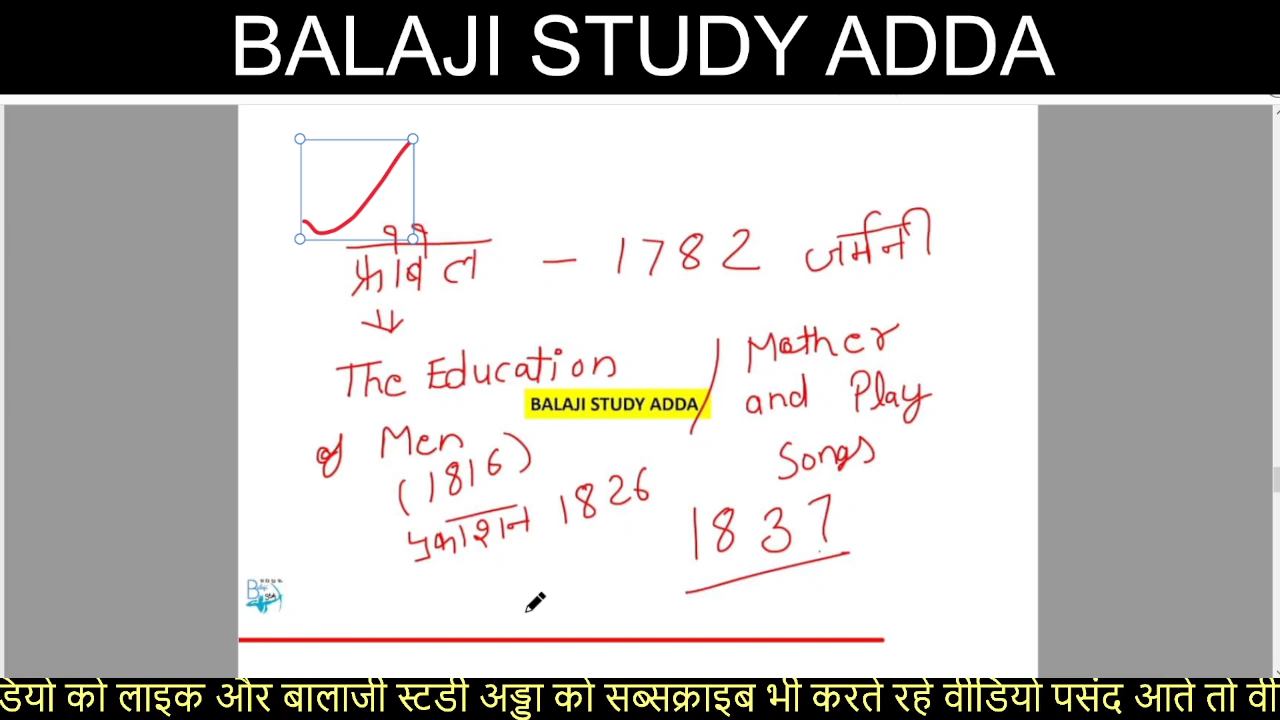 BALAJI STUDY ADDA
फ्रोबेल - 1782 जर्मनी
The Education
of Men
(1816)
प्रकाशन 1826
/ Mother
and Play
Songs
1837
BALAJI STUDY ADDA
डियो को लाइक और बालाजी स्टडी अड्डा को सब्सक्राइब भी करते रहे वीडियो पसंद आते तो वी